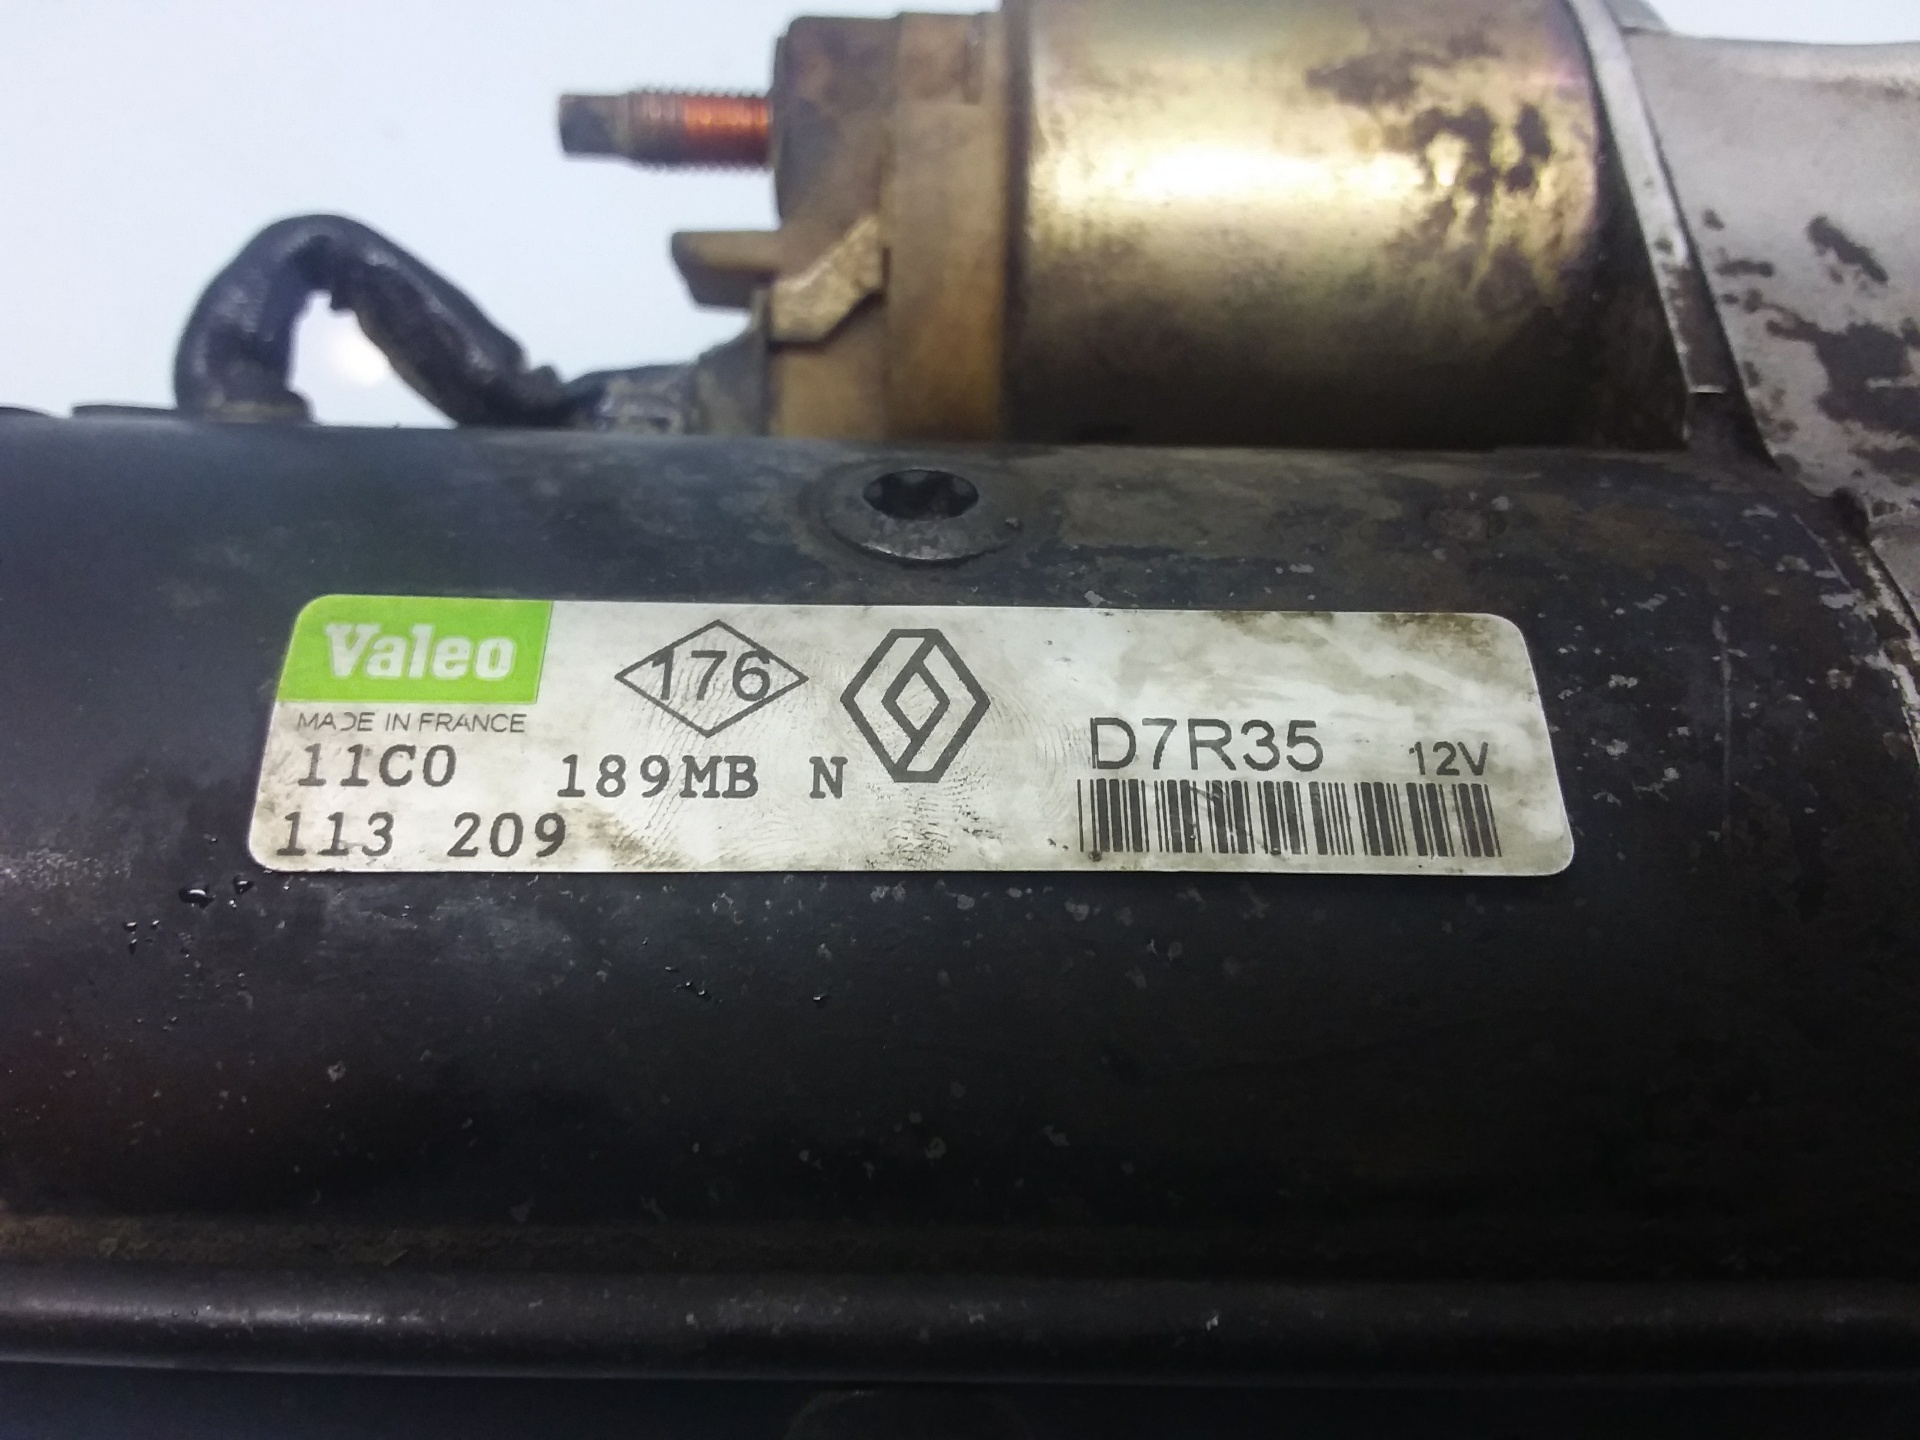 Valeo
MADE IN FRANCE
176
11C0 189MB N
113 209
D7R35 12V